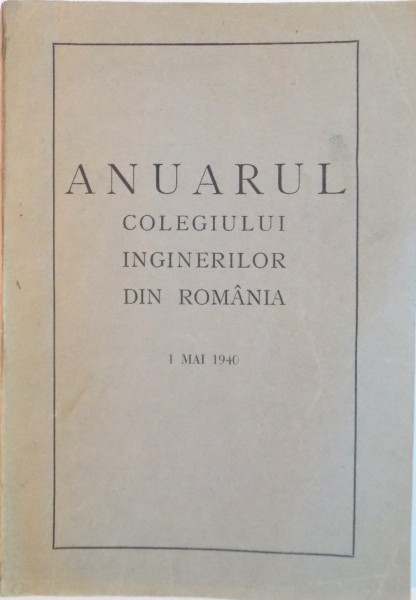 ANUARUL
COLEGIULUI
INGINERILOR
DIN ROMÂNIA
1 MAI 1940